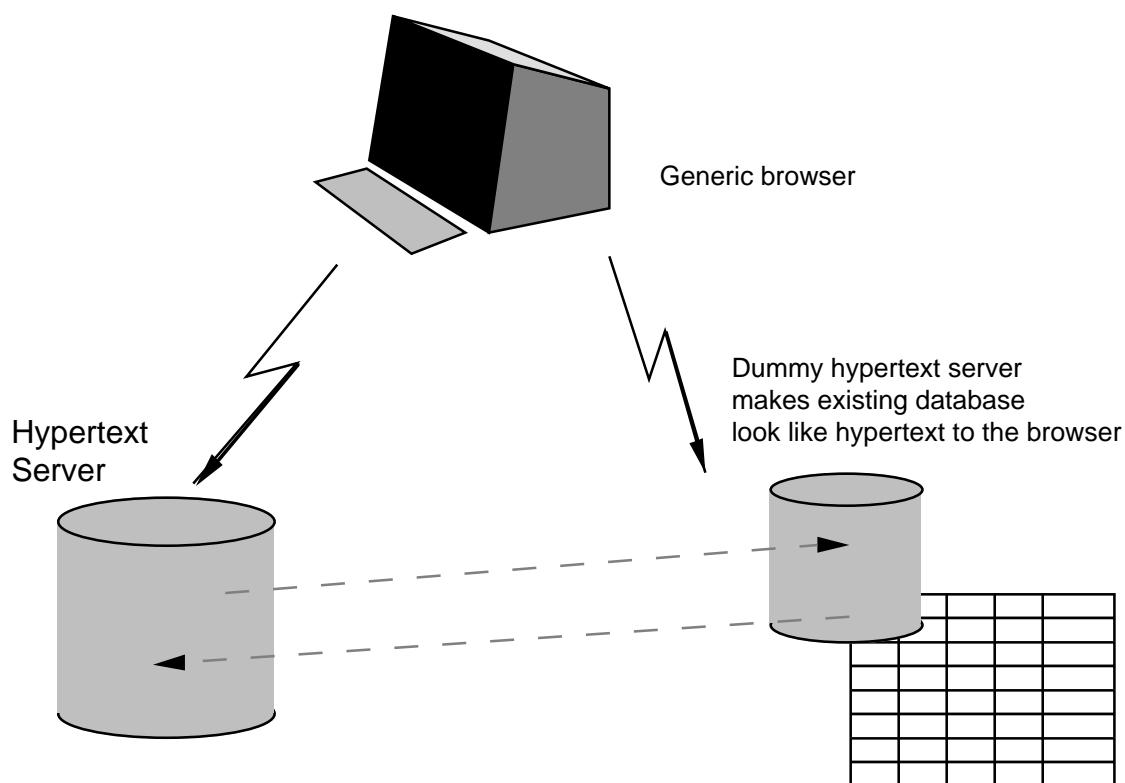 Generic browser
Dummy hypertext server
makes existing database
look like hypertext to the browser
Hypertext
Server